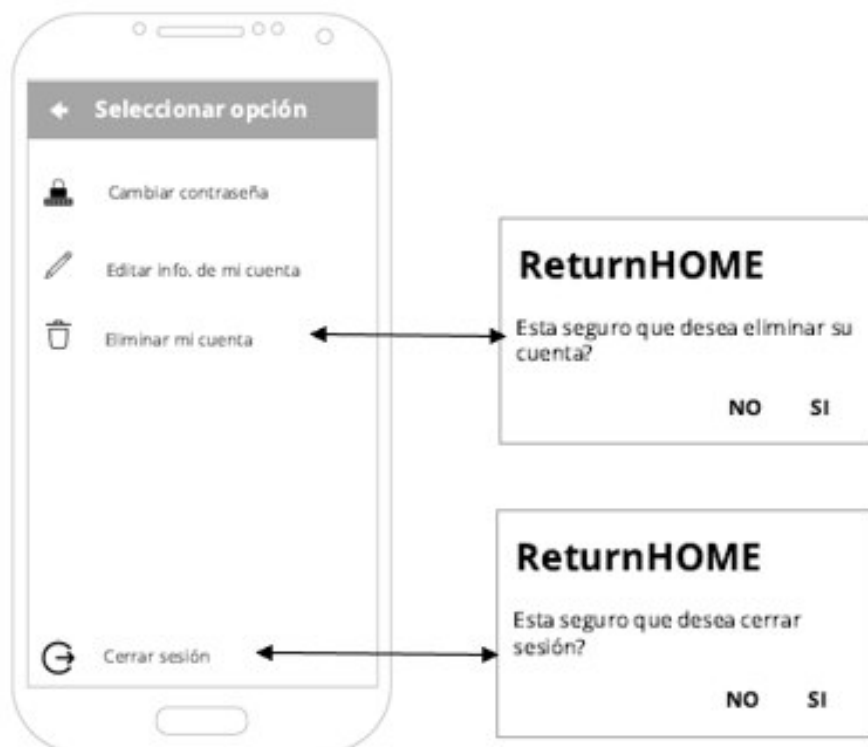 Seleccionar opción
Cambiar contraseña
Editar info. de mi cuenta
Eliminar mi cuenta
Cerrar sesión
ReturnHOME
Esta seguro que desea eliminar su
cuenta?
NO SI
ReturnHOME
Esta seguro que desea cerrar
sesión?
NO SI